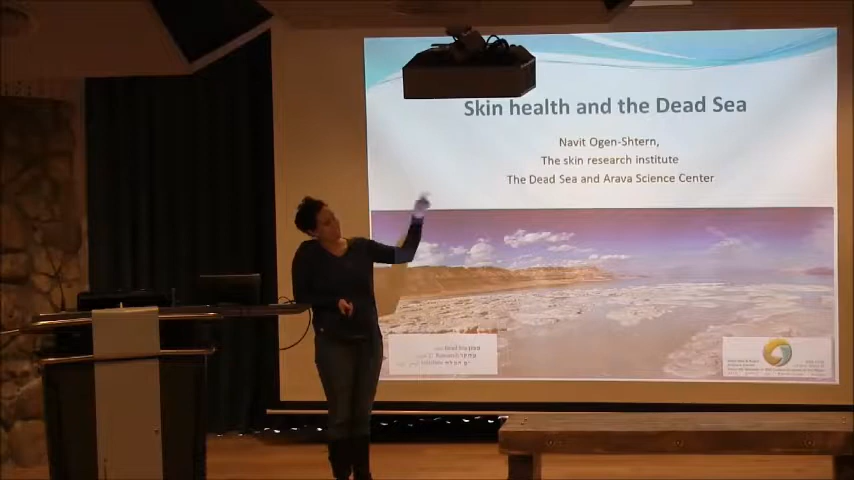 Skin health and the Dead Sea
Navit Ogen-Shtern,
The skin research institute
The Dead Sea and Arava Science Center